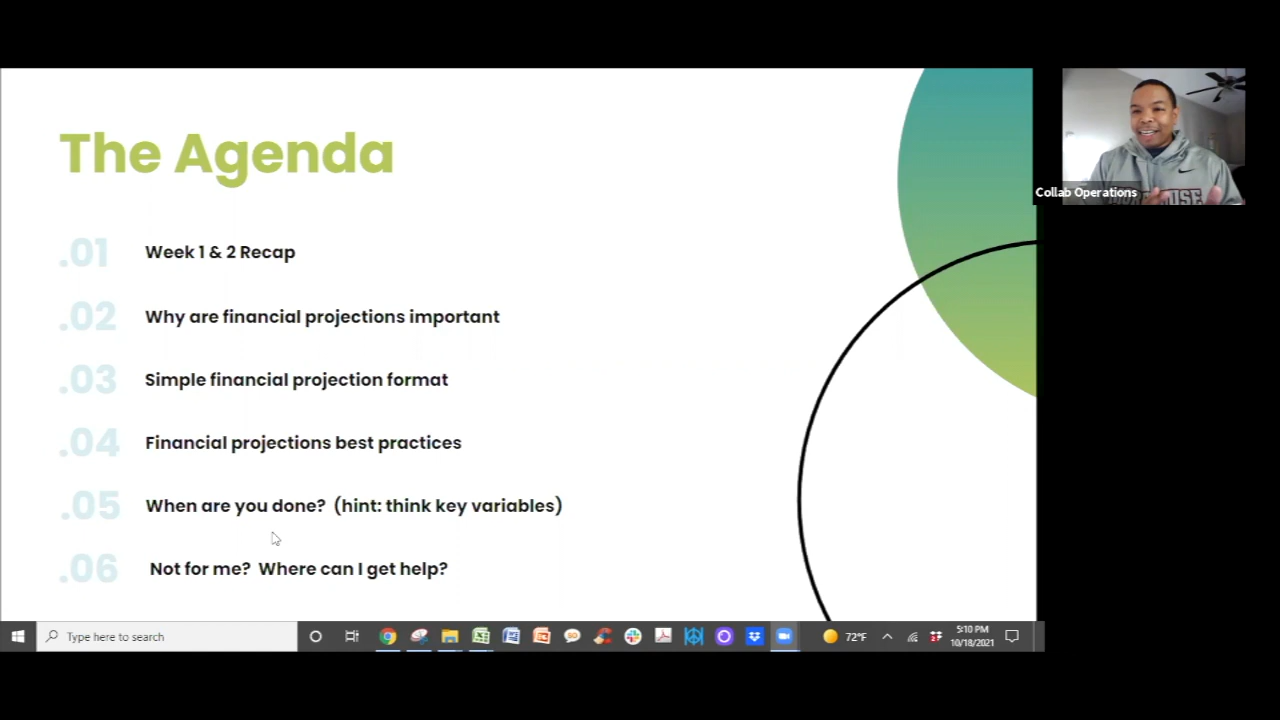 The Agenda
.01 Week 1 & 2 Recap
.02 Why are financial projections important
.03 Simple financial projection format
.04 Financial projections best practices
.05 When are you done? (hint: think key variables)
.06 Not for me? Where can I get help?
Collab Operations
Type here to search
72°F
5:10 PM
10/18/2021